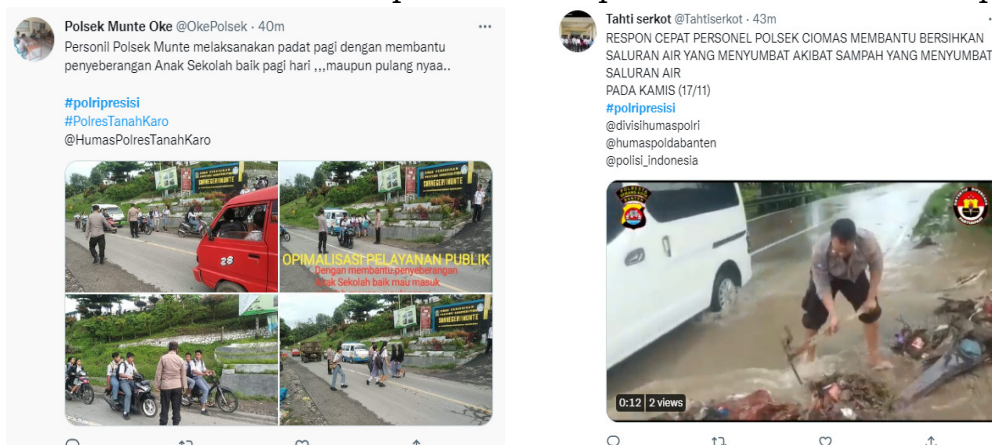 Polsek Munte Oke @OkePolsek · 40m
Personil Polsek Munte melaksanakan padat pagi dengan membantu
penyeberangan Anak Sekolah baik pagi hari ,,,maupun pulang nyaa..
#polripresisi
#PolresTanahKaro
@HumasPolresTanahKaro
28
OPIMALISASI PELAYANAN PUBLIK
Dengan membantu penyeberangan
Anak Sekolah baik mau masuk
Tahti serkot @Tahtiserkot · 43m
RESPON CEPAT PERSONEL POLSEK CIOMAS MEMBANTU BERSIHKAN
SALURAN AIR YANG MENYUMBAT AKIBAT SAMPAH YANG MENYUMBAT
SALURAN AIR
PADA KAMIS (17/11)
#polripresisi
@divisihumaspolri
@humaspoldabanten
@polisi_indonesia
0:12 2 views